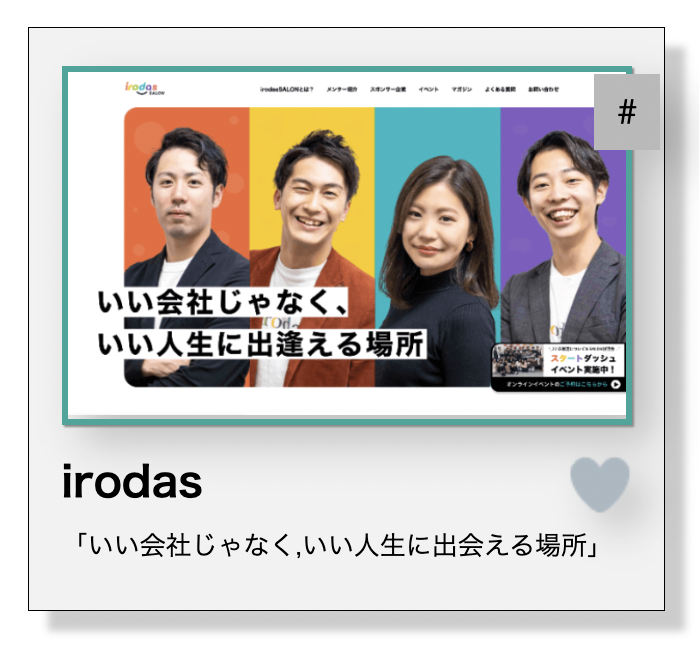 irodas
SALON
irodasSALONとは？ メンター紹介 スポンサー企業 イベント マガジン よくある質問 お問い合わせ
#
いい会社じゃなく、
いい人生に出逢える場所
スタートダッシュ
イベント実施中！
オンラインイベントのご予約はこちらから
irodas
「いい会社じゃなく,いい人生に出会える場所」